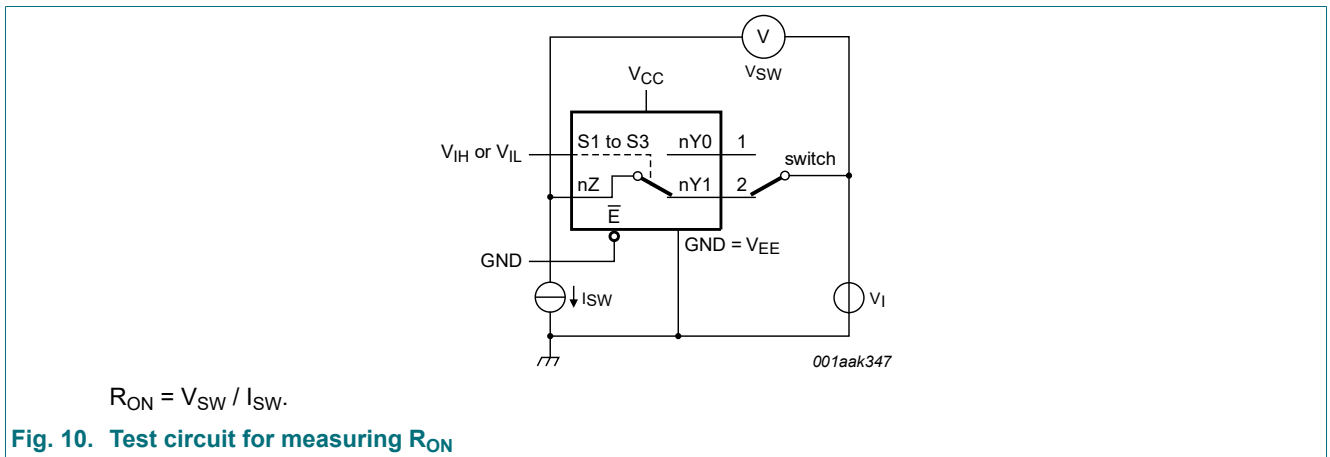 V
VSW
VCC
VIH or VIL
S1 to S3
nY0
1
switch
nZ
nY1
2
E
GND = VEE
GND
ISW
VI
001aak347
RON = VSW / ISW.
Fig. 10. Test circuit for measuring RON